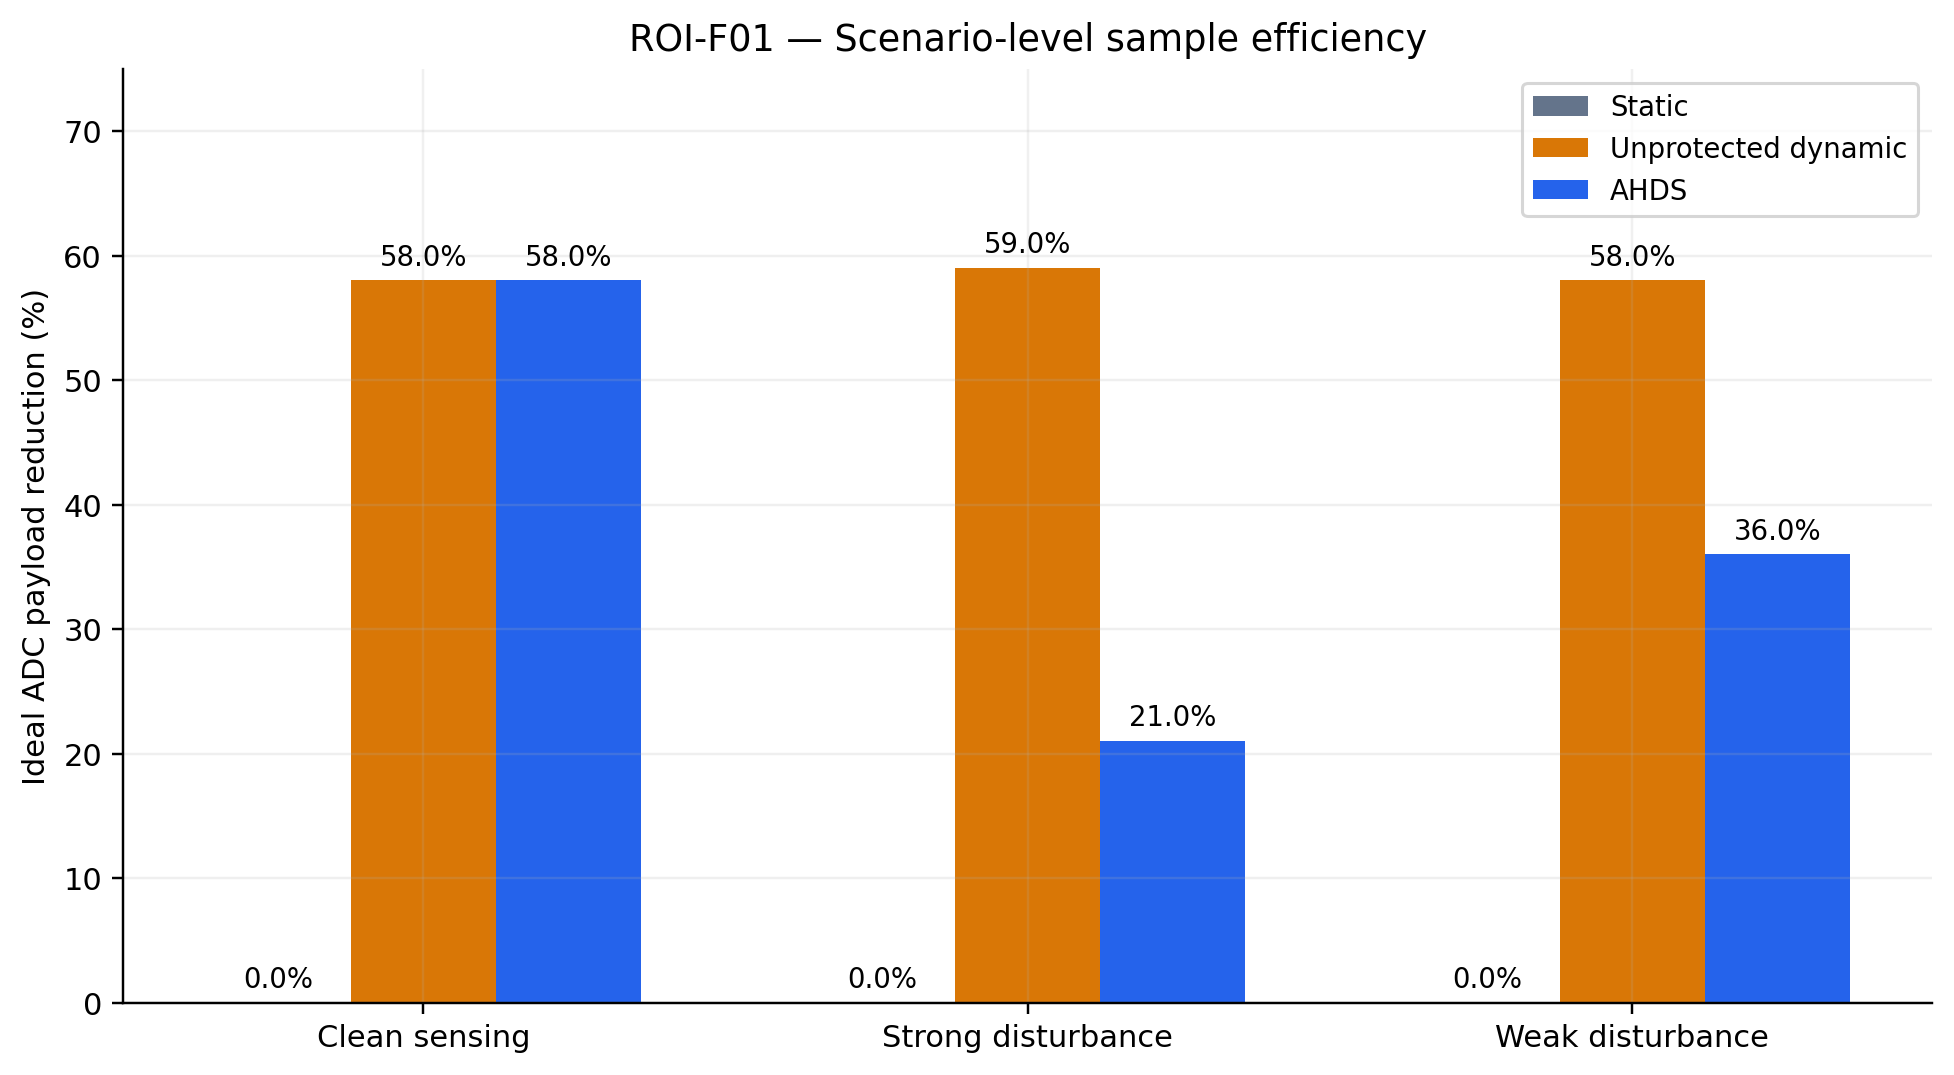 ROI-F01 — Scenario-level sample efficiency
Ideal ADC payload reduction (%)
70
60
50
40
30
20
10
0
Static
Unprotected dynamic
AHDS
0.0%
58.0%
58.0%
0.0%
59.0%
21.0%
0.0%
58.0%
36.0%
Clean sensing
Strong disturbance
Weak disturbance